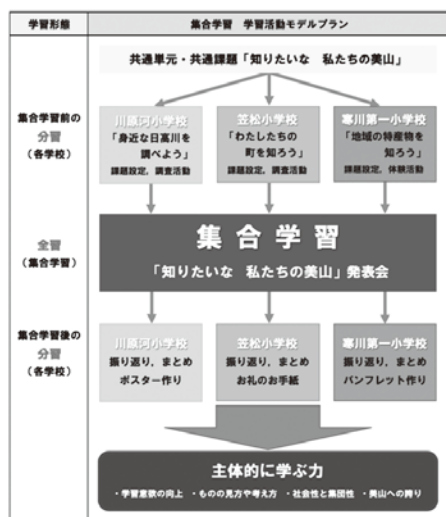 学習形態
集合学習 学習活動モデルプラン
共通単元・共通課題「知りたいな 私たちの美山」
集合学習前の
分習
(各学校)
川原河小学校
「身近な日高川を
調べよう」
課題設定,調査活動
笠松小学校
「わたしたちの
町を知ろう」
課題設定,調査活動
寒川第一小学校
「地域の特産物を
知ろう」
課題設定,体験活動
全習
(集合学習)
集合学習
「知りたいな 私たちの美山」発表会
集合学習後の
分習
(各学校)
川原河小学校
振り返り,まとめ
ポスター作り
笠松小学校
振り返り,まとめ
お礼のお手紙
寒川第一小学校
振り返り,まとめ
パンフレット作り
主体的に学ぶ力
・学習意欲の向上 ・ものの見方や考え方 ・社会性と集団性 ・美山への誇り